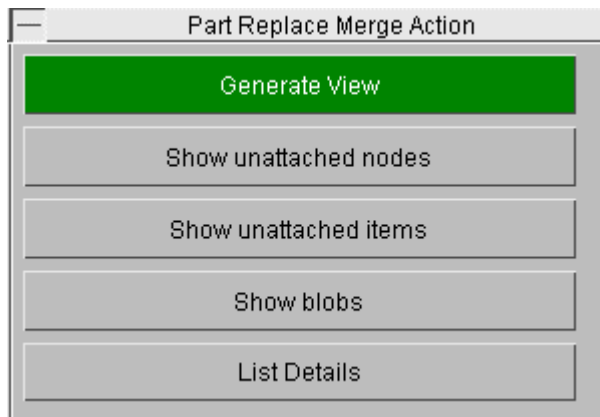 Part Replace Merge Action
Generate View
Show unattached nodes
Show unattached items
Show blobs
List Details